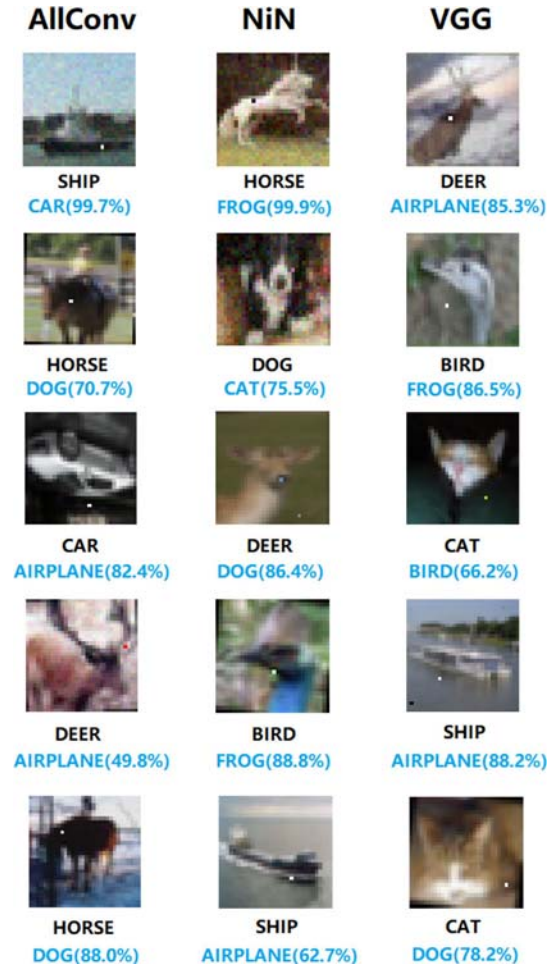 AllConv NiN VGG
SHIP HORSE DEER
CAR(99.7%) FROG(99.9%) AIRPLANE(85.3%)
HORSE DOG BIRD
DOG(70.7%) CAT(75.5%) FROG(86.5%)
CAR DEER CAT
AIRPLANE(82.4%) DOG(86.4%) BIRD(66.2%)
DEER BIRD SHIP
AIRPLANE(49.8%) FROG(88.8%) AIRPLANE(88.2%)
HORSE SHIP CAT
DOG(88.0%) AIRPLANE(62.7%) DOG(78.2%)